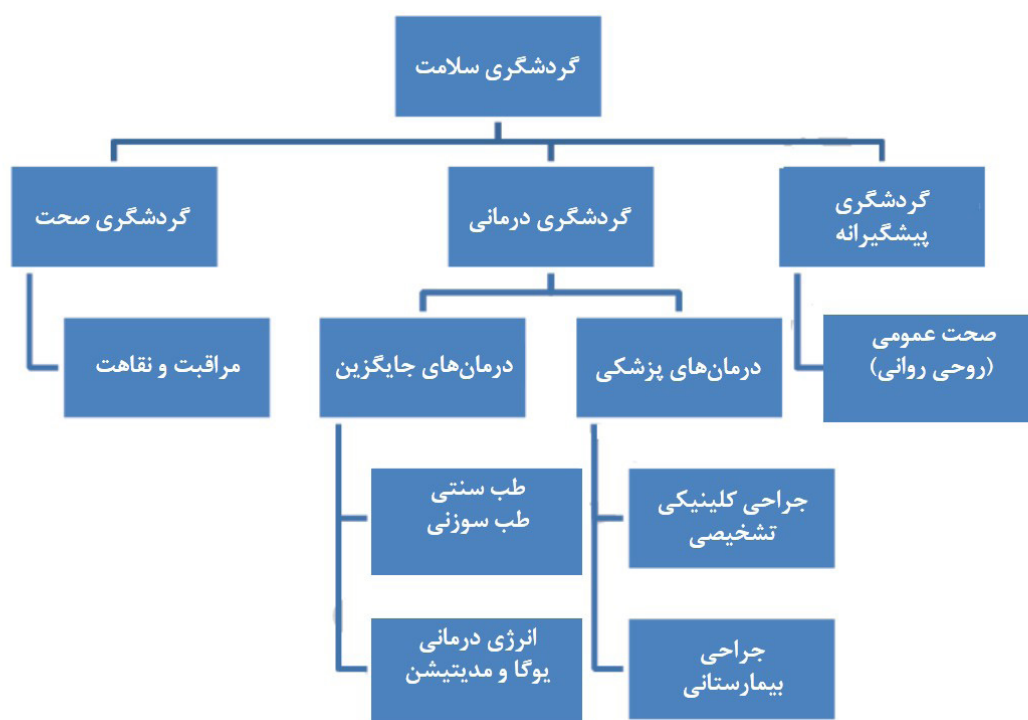 گردشگری سلامت
گردشگری
پیشگیرانه
گردشگری درمانی
گردشگری صحت
صحت عمومی
(روحی روانی)
درمان‌های پزشکی
درمان‌های جایگزین
مراقبت و نقاهت
جراحی کلینیکی
تشخیصی
طب سنتی
طب سوزنی
جراحی
بیمارستانی
انرژی درمانی
یوگا و مدیتیشن